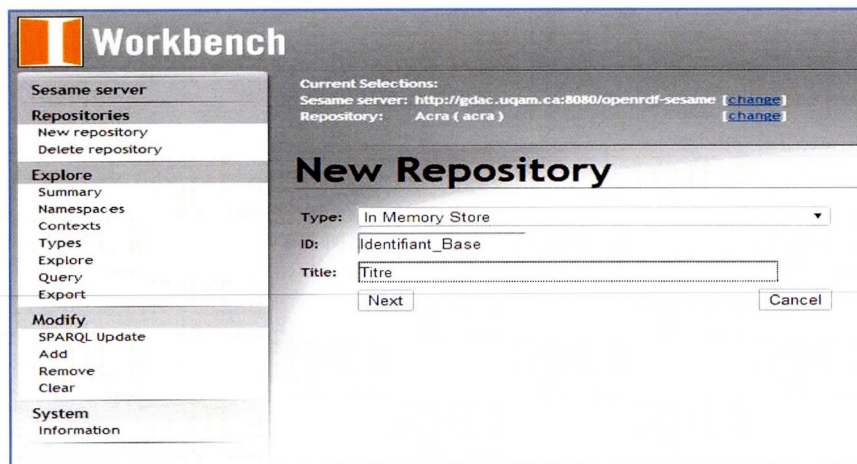 Workbench
Sesame server
Repositories
New repository
Delete repository
Explore
Summary
Namespaces
Contexts
Types
Explore
Query
Export
Modify
SPARQL Update
Add
Remove
Clear
System
Information
Current Selections:
Sesame server: http://gdac.uqam.ca:8080/openrdf-sesame [change]
Repository: Acra ( acra ) [change]
New Repository
Type: In Memory Store
ID: Identifiant_Base
Title: Titre
Next Cancel